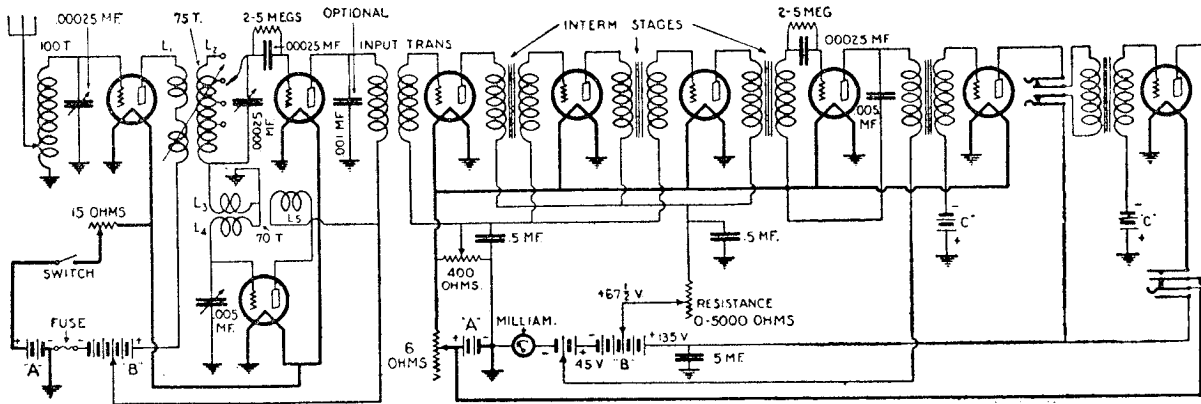 .00025 MF.
100 T
L1
75 T.
L2
2-5 MEGS
.00025 MF
OPTIONAL
INPUT TRANS
.00025 MF.
.001 MF
INTERM STAGES
2-5 MEG
.00025 MF
.005 MF
15 OHMS
SWITCH
L3
L4
L5
70 T
.5 MF.
400 OHMS.
.5 MF.
- "C" +
- "C" +
.005 MF.
+67½ V
RESISTANCE
0-5000 OHMS
FUSE
+ "A" -
- "B" +
6 OHMS
"A"
+ -
MILLIAM.
- + - + 135 V
45 V "B"
.5 MF